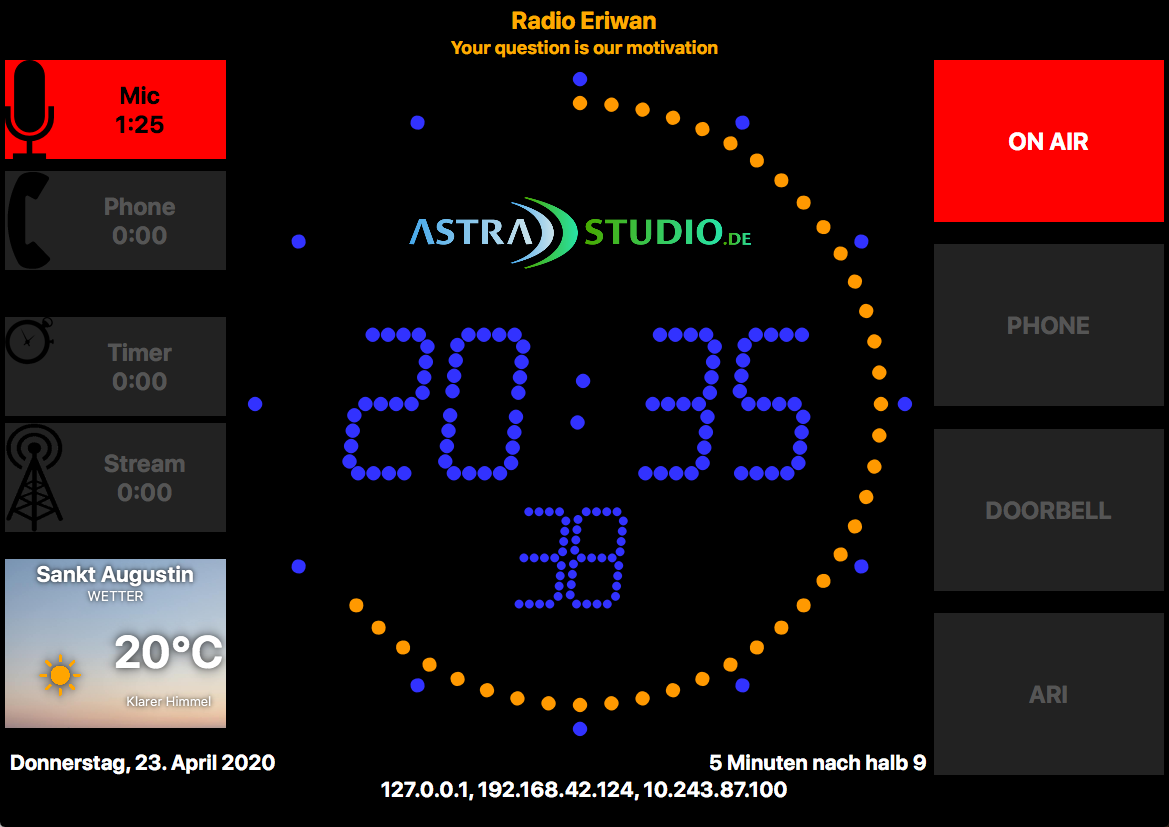 Radio Eriwan
Your question is our motivation
Mic
1:25
Phone
0:00
Timer
0:00
Stream
0:00
Sankt Augustin
WETTER
20°C
Klarer Himmel
ASTRA STUDIO.DE
20:35
38
ON AIR
PHONE
DOORBELL
ARI
Donnerstag, 23. April 2020
5 Minuten nach halb 9
127.0.0.1, 192.168.42.124, 10.243.87.100